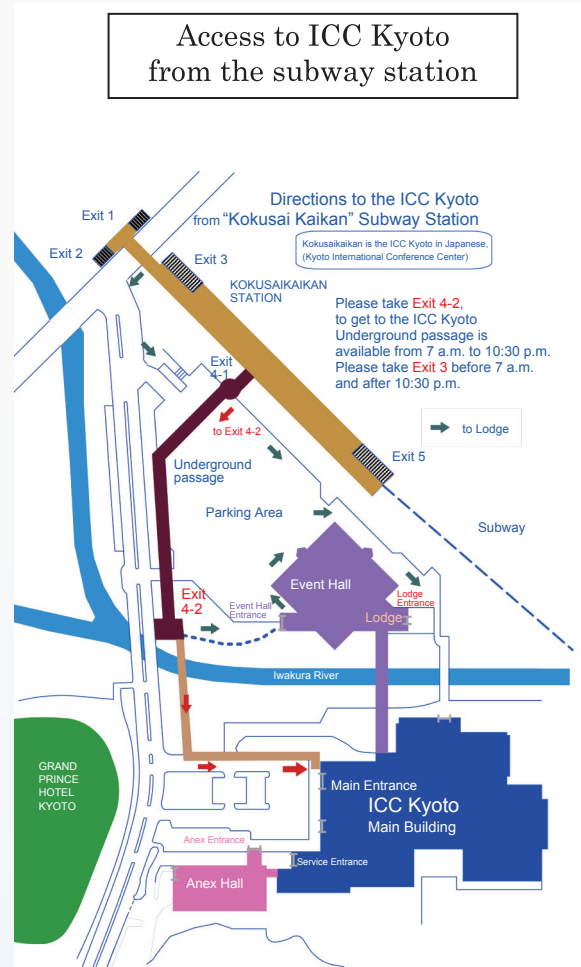 Access to ICC Kyoto
from the subway station
Directions to the ICC Kyoto
from “Kokusai Kaikan” Subway Station
Kokusaikaikan is the ICC Kyoto in Japanese,
(Kyoto International Conference Center)
Exit 1
Exit 2
Exit 3
KOKUSAIKAIKAN
STATION
Please take Exit 4-2,
to get to the ICC Kyoto
Underground passage is
available from 7 a.m. to 10:30 p.m.
Please take Exit 3 before 7 a.m.
and after 10:30 p.m.
Exit
4-1
to Lodge
to Exit 4-2
Exit 5
Underground
passage
Parking Area
Subway
Event Hall
Exit
4-2
Event Hall
Entrance
Lodge
Lodge
Entrance
Iwakura River
GRAND
PRINCE
HOTEL
KYOTO
Main Entrance
ICC Kyoto
Main Building
Anex Entrance
Service Entrance
Anex Hall